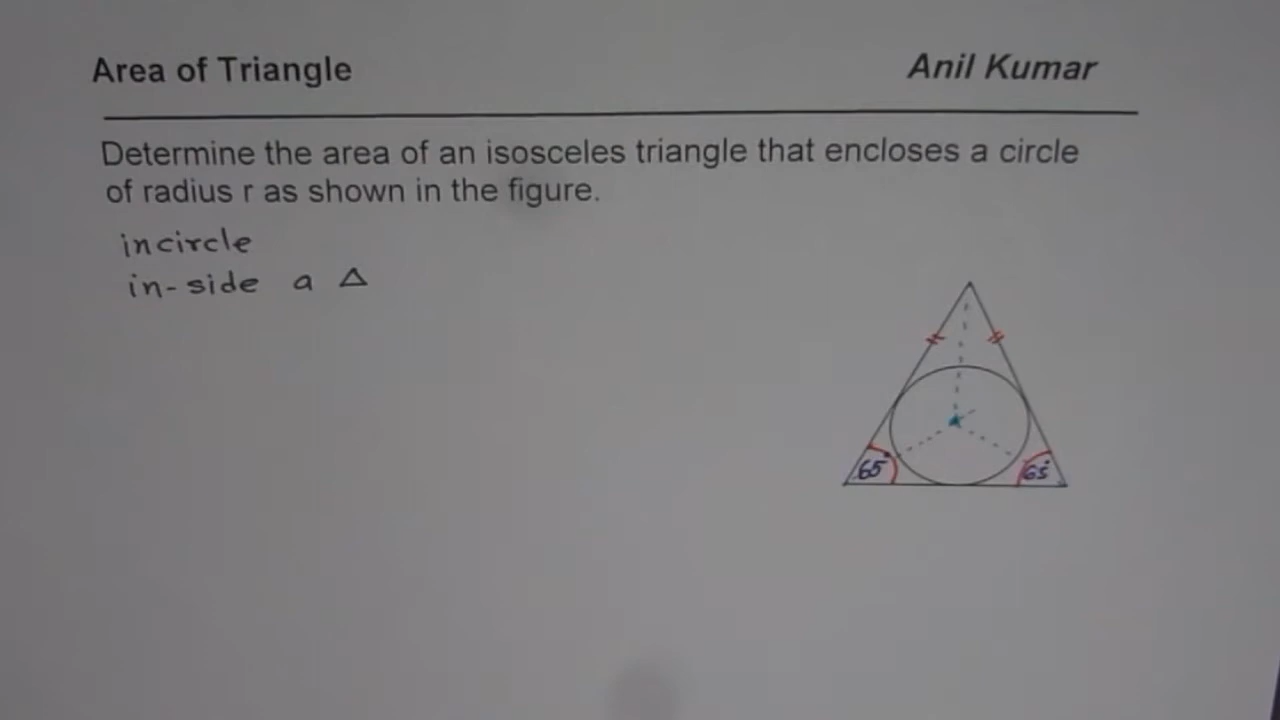 Area of Triangle
Anil Kumar
Determine the area of an isosceles triangle that encloses a circle
of radius r as shown in the figure.
incircle
in-side a △
65°
65°